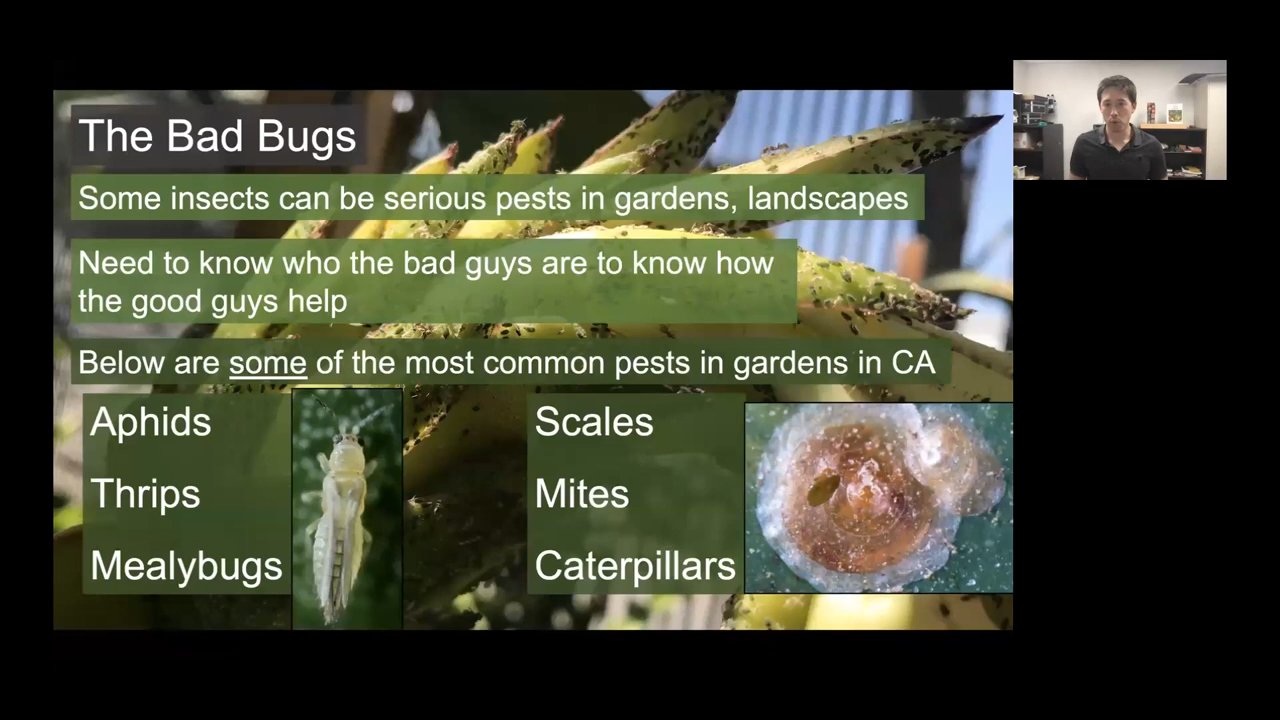 The Bad Bugs
Some insects can be serious pests in gardens, landscapes
Need to know who the bad guys are to know how
the good guys help
Below are some of the most common pests in gardens in CA
Aphids
Thrips
Mealybugs
Scales
Mites
Caterpillars